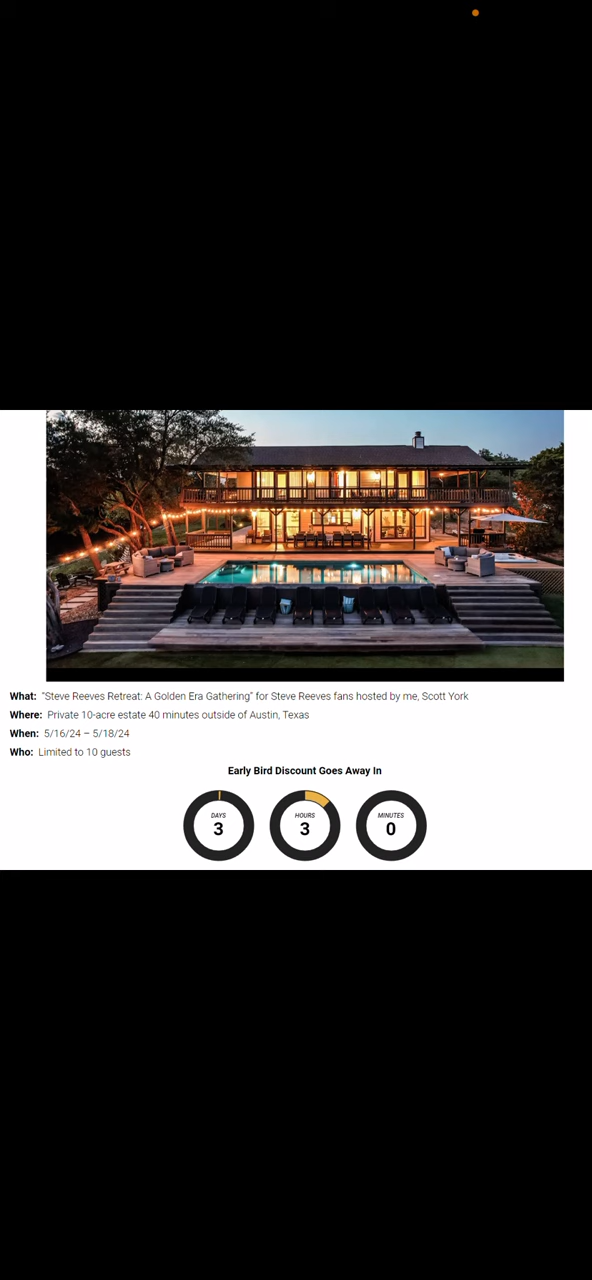 What: “Steve Reeves Retreat: A Golden Era Gathering” for Steve Reeves fans hosted by me, Scott York
Where: Private 10-acre estate 40 minutes outside of Austin, Texas
When: 5/16/24 – 5/18/24
Who: Limited to 10 guests
Early Bird Discount Goes Away In
DAYS HOURS MINUTES
3 3 0